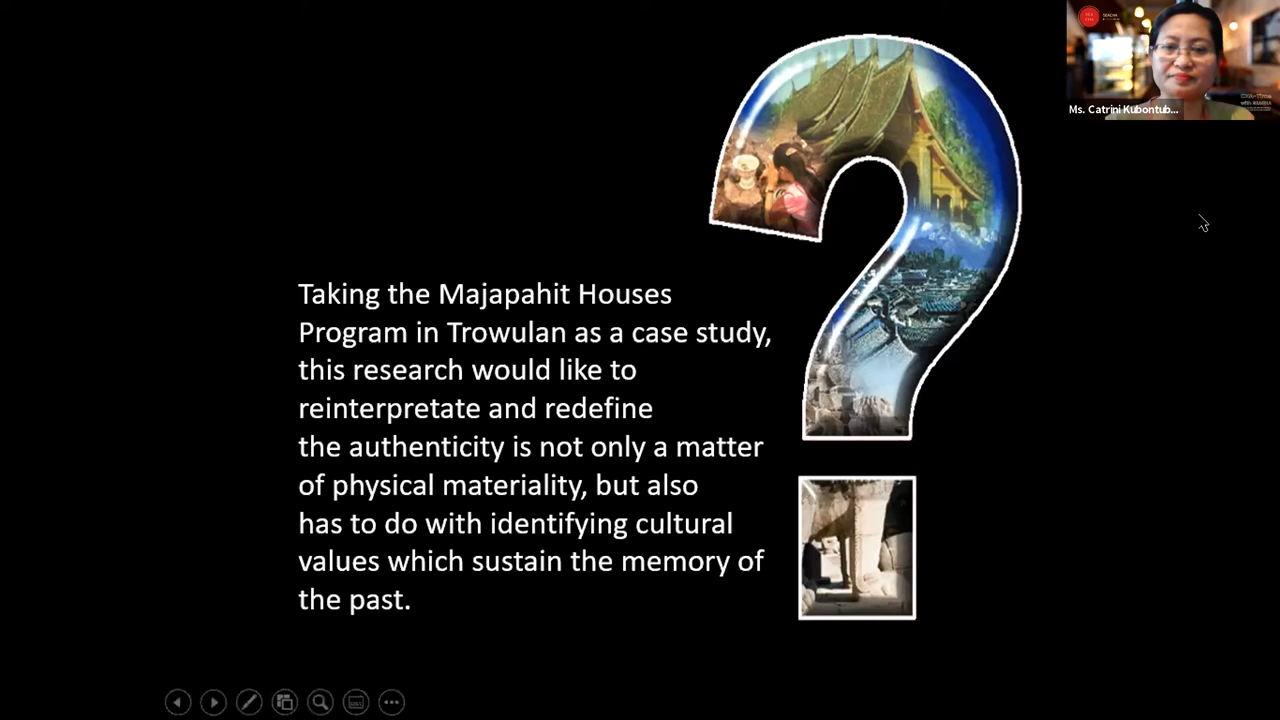 SEACHA
Ms. Catrini Kubontub...
Taking the Majapahit Houses
Program in Trowulan as a case study,
this research would like to
reinterpretate and redefine
the authenticity is not only a matter
of physical materiality, but also
has to do with identifying cultural
values which sustain the memory of
the past.